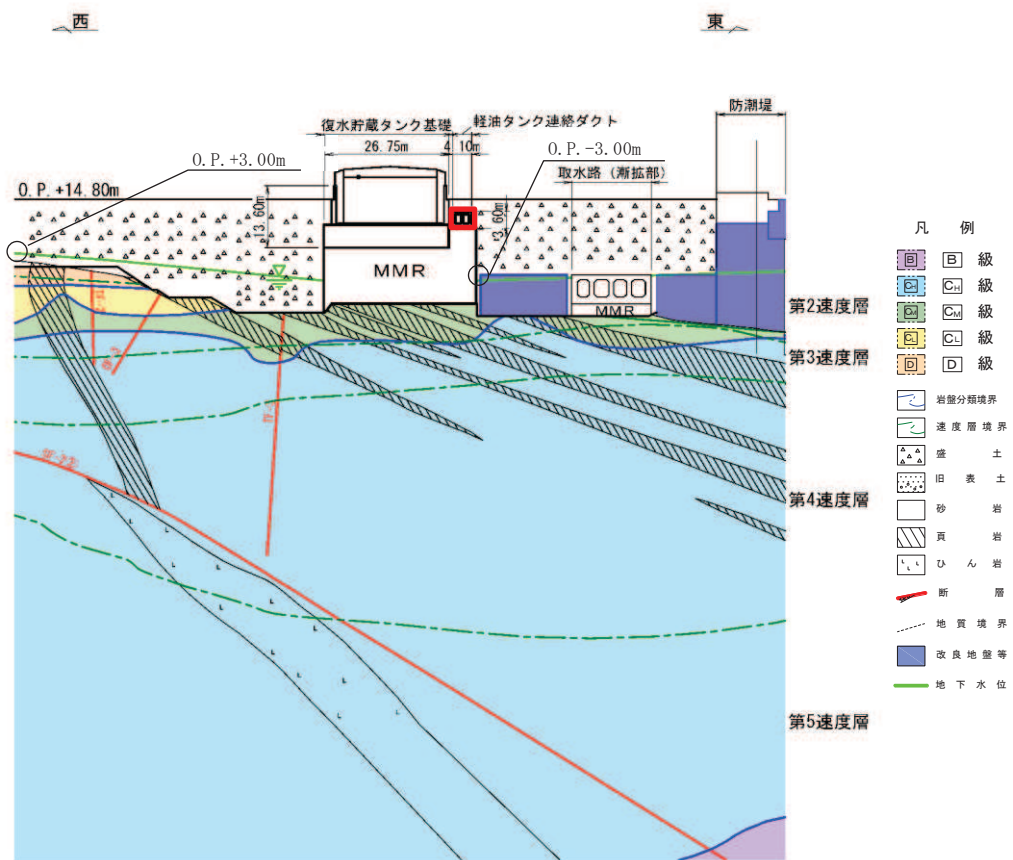 西
東
防潮堤
復水貯蔵タンク基礎
軽油タンク連絡ダクト
26.75m
4.10m
O.P.+3.00m
O.P.-3.00m
取水路（漸拡部）
O.P.+14.80m
13.60m
3.60m
MMR
MMR
第2速度層
第3速度層
第4速度層
第5速度層
凡 例
B B 級
CH CH 級
CM CM 級
CL CL 級
D D 級
岩盤分類境界
速度層境界
盛 土
旧 表 土
砂 岩
頁 岩
ひ ん 岩
断 層
地 質 境 界
改 良 地 盤 等
地 下 水 位